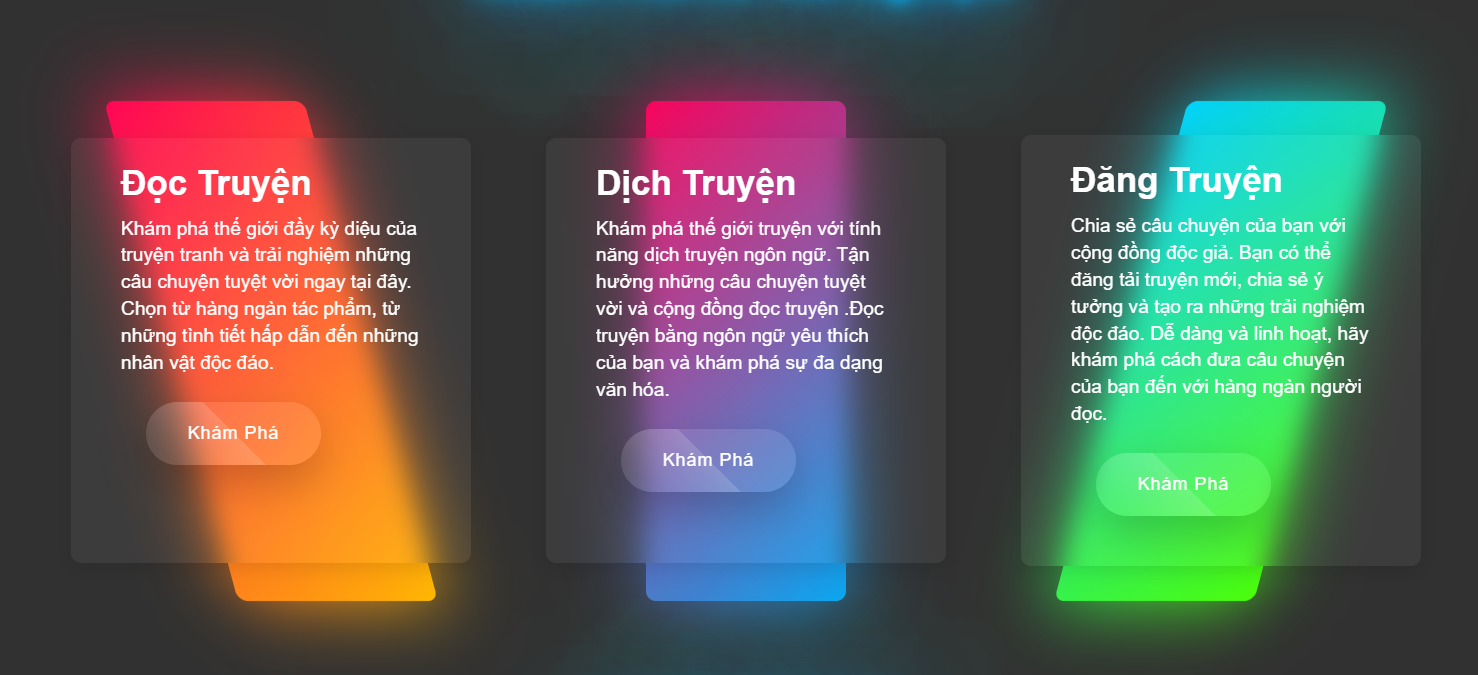 Đọc Truyện
Khám phá thế giới đầy kỳ diệu của
truyện tranh và trải nghiệm những
câu chuyện tuyệt vời ngay tại đây.
Chọn từ hàng ngàn tác phẩm, từ
những tình tiết hấp dẫn đến những
nhân vật độc đáo.
Khám Phá
Dịch Truyện
Khám phá thế giới truyện với tính
năng dịch truyện ngôn ngữ. Tận
hưởng những câu chuyện tuyệt
vời và cộng đồng đọc truyện .Đọc
truyện bằng ngôn ngữ yêu thích
của bạn và khám phá sự đa dạng
văn hóa.
Khám Phá
Đăng Truyện
Chia sẻ câu chuyện của bạn với
cộng đồng độc giả. Bạn có thể
đăng tải truyện mới, chia sẻ ý
tưởng và tạo ra những trải nghiệm
độc đáo. Dễ dàng và linh hoạt, hãy
khám phá cách đưa câu chuyện
của bạn đến với hàng ngàn người
đọc.
Khám Phá